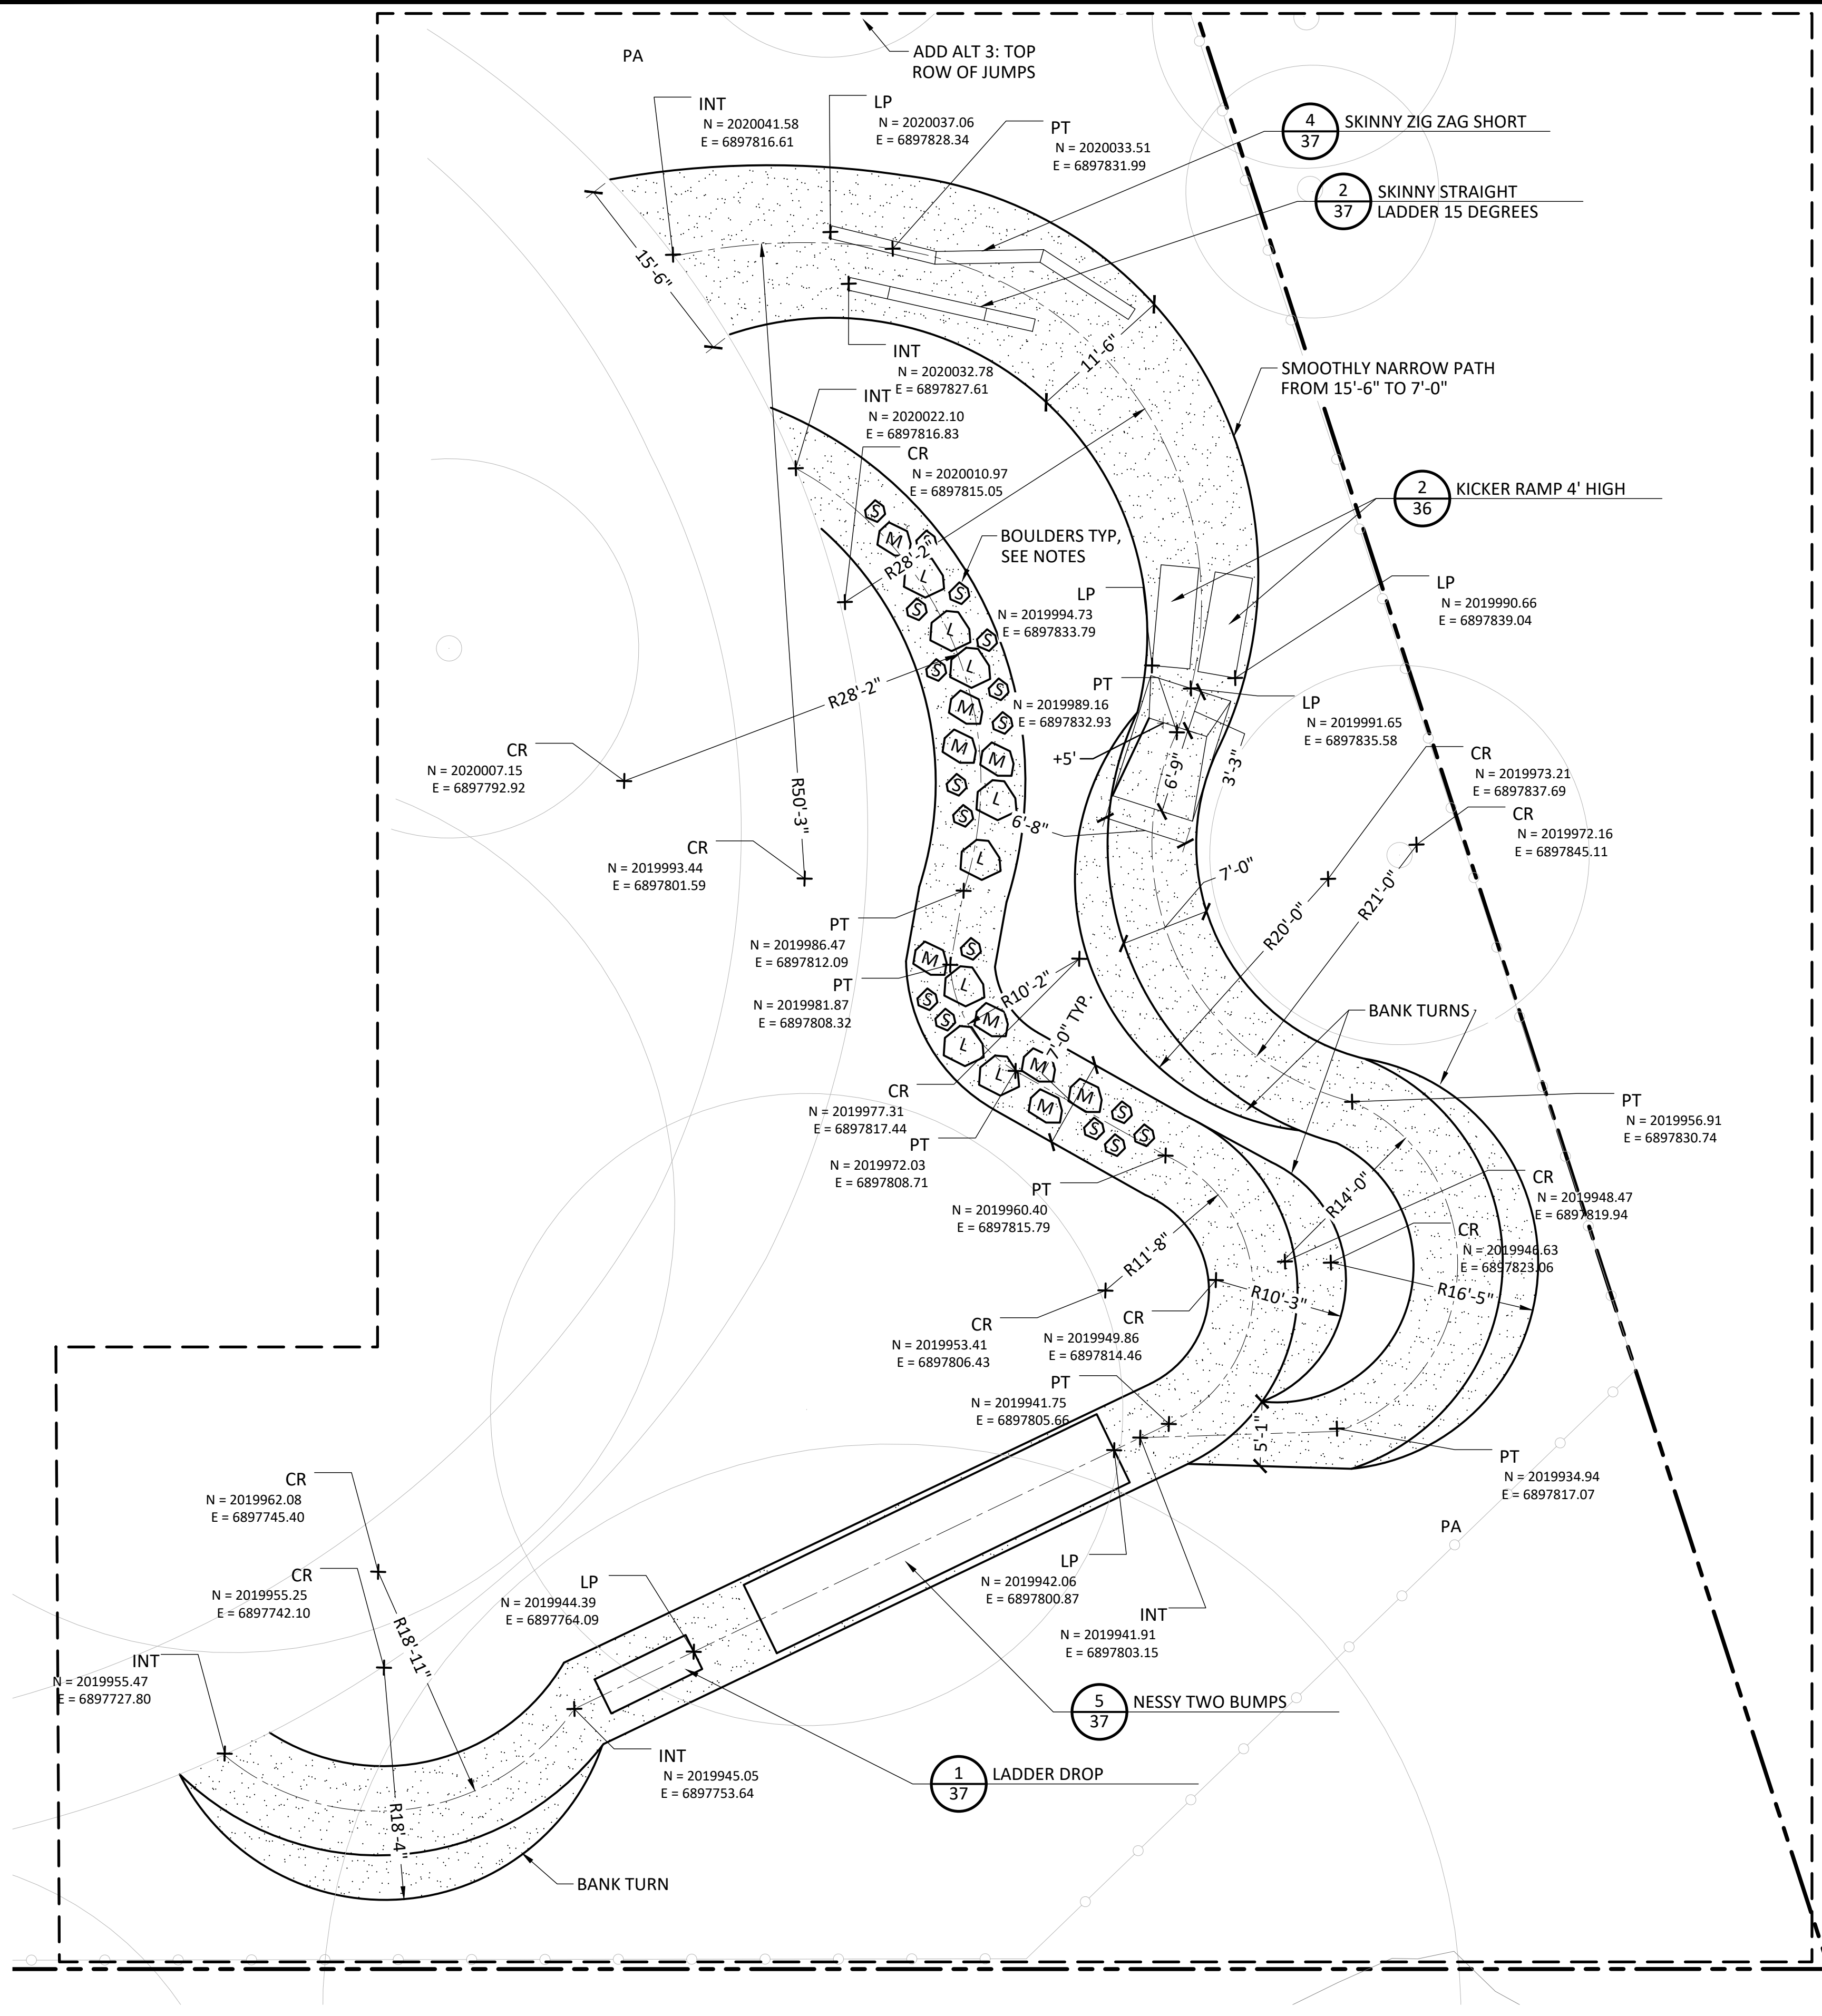 PA
ADD ALT 3: TOP
ROW OF JUMPS
INT
N = 2020041.58
E = 6897816.61
LP
N = 2020037.06
E = 6897828.34
PT
N = 2020033.51
E = 6897831.99
4
37
SKINNY ZIG ZAG SHORT
2
37
SKINNY STRAIGHT
LADDER 15 DEGREES
15'-6"
11'-6"
INT
N = 2020032.78
E = 6897827.61
INT
N = 2020022.10
E = 6897816.83
CR
N = 2020010.97
E = 6897815.05
SMOOTHLY NARROW PATH
FROM 15'-6" TO 7'-0"
2
36
KICKER RAMP 4' HIGH
BOULDERS TYP,
SEE NOTES
S
M
S
R28'-2"
L
S
S
L
S
L
S
S
M
S
M
M
S
L
S
L
LP
N = 2019994.73
E = 6897833.79
LP
N = 2019990.66
E = 6897839.04
R28'-2"
PT
N = 2019989.16
E = 6897832.93
LP
N = 2019991.65
E = 6897835.58
CR
N = 2020007.15
E = 6897792.92
+5'
6'-9"
3'-3"
R50'-3"
6'-8"
CR
N = 2019973.21
E = 6897837.69
CR
N = 2019972.16
E = 6897845.11
CR
N = 2019993.44
E = 6897801.59
7'-0"
R20'-0"
R21'-0"
PT
N = 2019986.47
E = 6897812.09
PT
N = 2019981.87
E = 6897808.32
M
S
L
S
S
M
L
L
M
M
M
S
S
S
S
R10'-2"
7'-0" TYP.
BANK TURNS
CR
N = 2019977.31
E = 6897817.44
PT
N = 2019972.03
E = 6897808.71
PT
N = 2019956.91
E = 6897830.74
PT
N = 2019960.40
E = 6897815.79
R14'-0"
CR
N = 2019948.47
E = 6897819.94
CR
N = 2019946.63
E = 6897823.06
R11'-8"
R10'-3"
R16'-5"
CR
N = 2019953.41
E = 6897806.43
CR
N = 2019949.86
E = 6897814.46
PT
N = 2019941.75
E = 6897805.66
5'-1"
PT
N = 2019934.94
E = 6897817.07
PA
CR
N = 2019962.08
E = 6897745.40
CR
N = 2019955.25
E = 6897742.10
LP
N = 2019944.39
E = 6897764.09
LP
N = 2019942.06
E = 6897800.87
INT
N = 2019941.91
E = 6897803.15
R18'-11"
INT
N = 2019955.47
E = 6897727.80
5
37
NESSY TWO BUMPS
INT
N = 2019945.05
E = 6897753.64
1
37
LADDER DROP
R18'-4"
BANK TURN